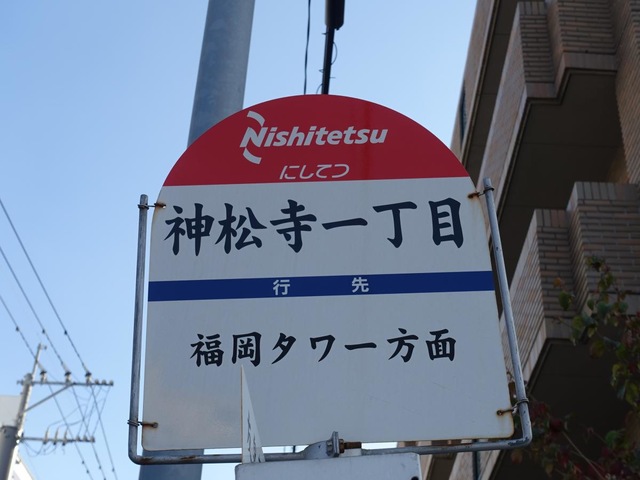 Nishitetsu
にしてつ
神松寺一丁目
行先
福岡タワー方面